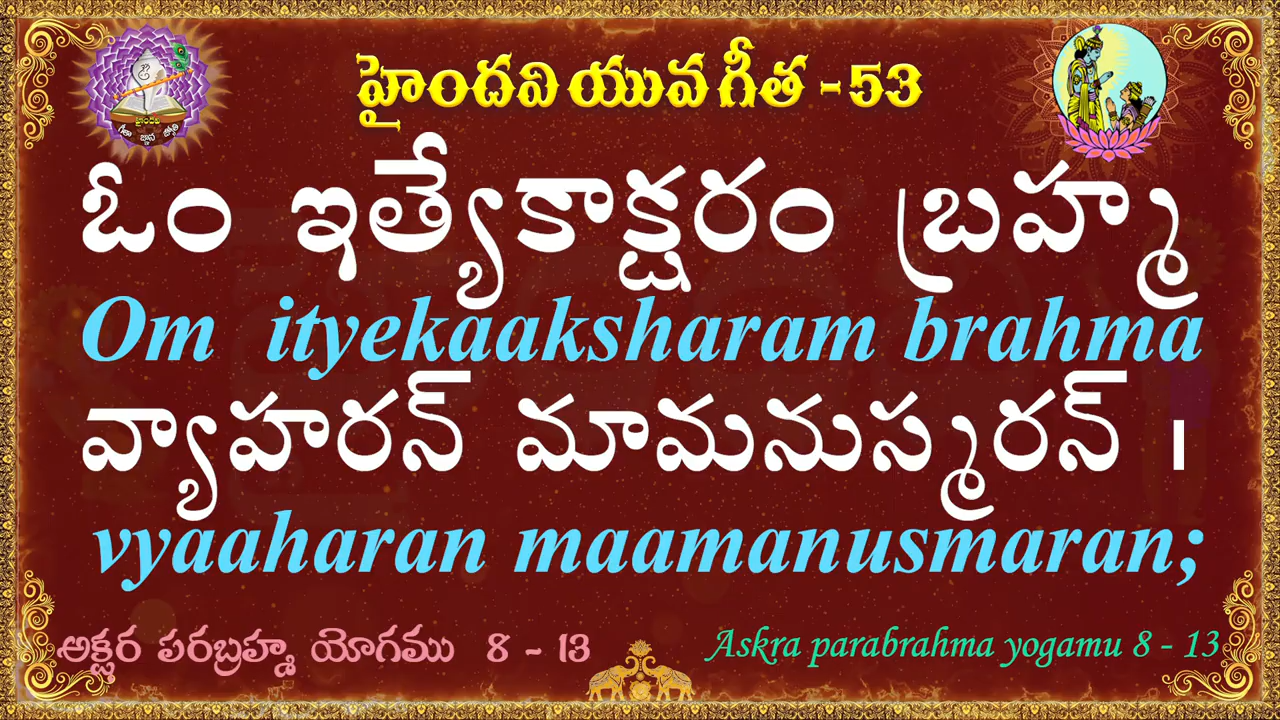 హైందవి యువ గీత - 53
ఓం ఇత్యేకాక్షరం బ్రహ్మ
Om ityekaaksharam brahma
వ్యాహరన్ మామనుస్మరన్ ।
vyaaharan maamanusmaran;
అక్షర పరబ్రహ్మ యోగము 8 - 13
Askra parabrahma yogamu 8 - 13
హైందవి
గీతా జ్ఞాన జ్యోతి